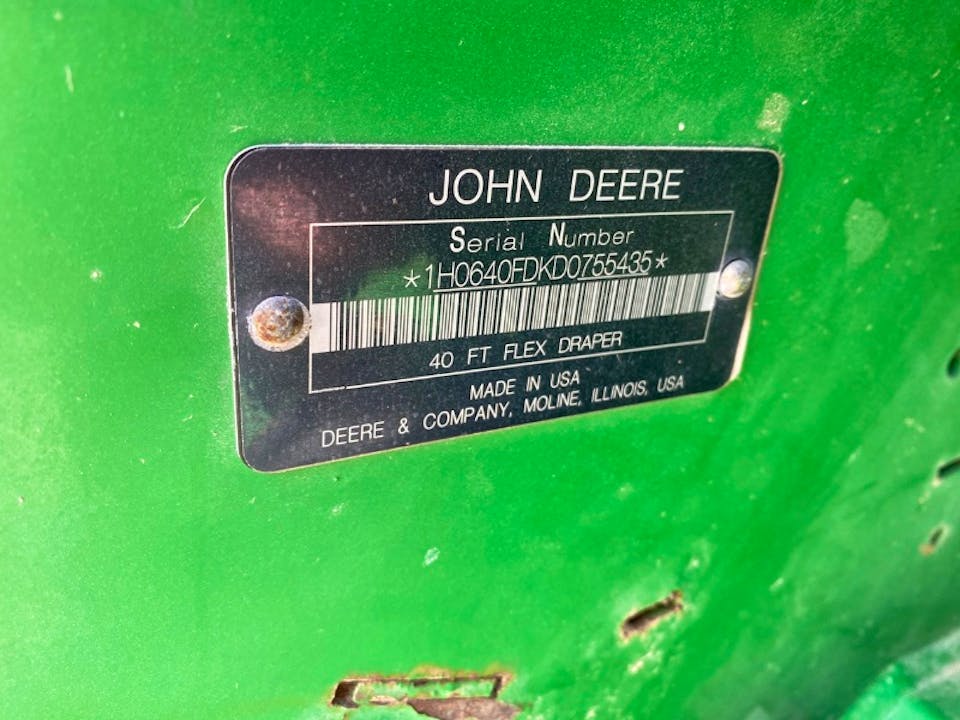 JOHN DEERE
Serial Number
*1H0640FDKD0755435*
40 FT FLEX DRAPER
MADE IN USA
DEERE & COMPANY, MOLINE, ILLINOIS, USA